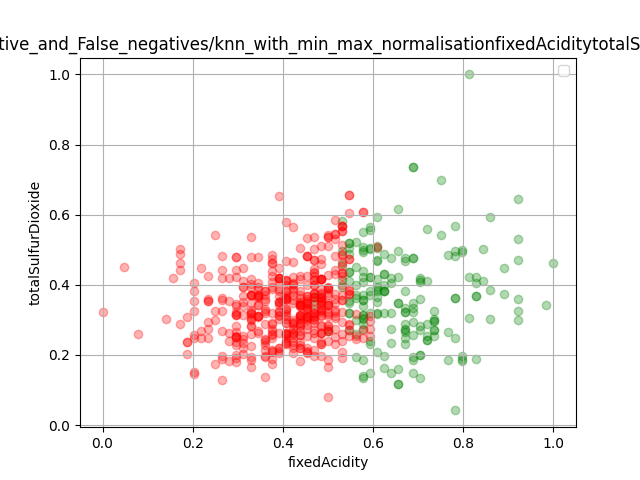 tive_and_False_negatives/knn_with_min_max_normalisationfixedAciditytotalS
1.0
0.8
0.6
0.4
0.2
0.0
totalSulfurDioxide
0.0 0.2 0.4 0.6 0.8 1.0
fixedAcidity